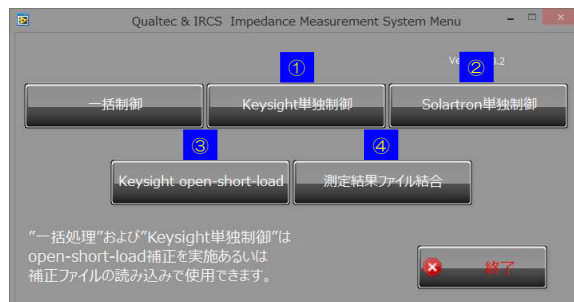 Qualtec & IRCS Impedance Measurement System Menu
① ②
一括制御 Keysight単独制御 Solartron単独制御
③ ④
Keysight open-short-load 測定結果ファイル結合
"一括処理"および"Keysight単独制御"は
open-short-load補正を実施あるいは
補正ファイルの読み込みで使用できます。
終了